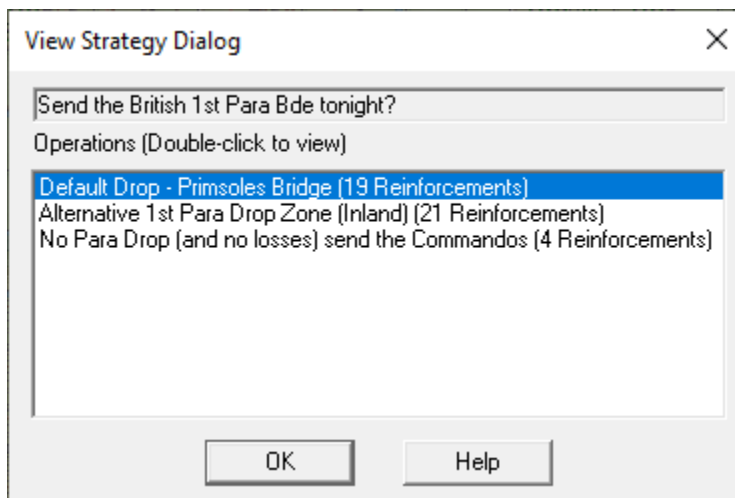 View Strategy Dialog
Send the British 1st Para Bde tonight?
Operations (Double-click to view)
Default Drop - Primsoles Bridge (19 Reinforcements)
Alternative 1st Para Drop Zone (Inland) (21 Reinforcements)
No Para Drop (and no losses) send the Commandos (4 Reinforcements)
OK Help